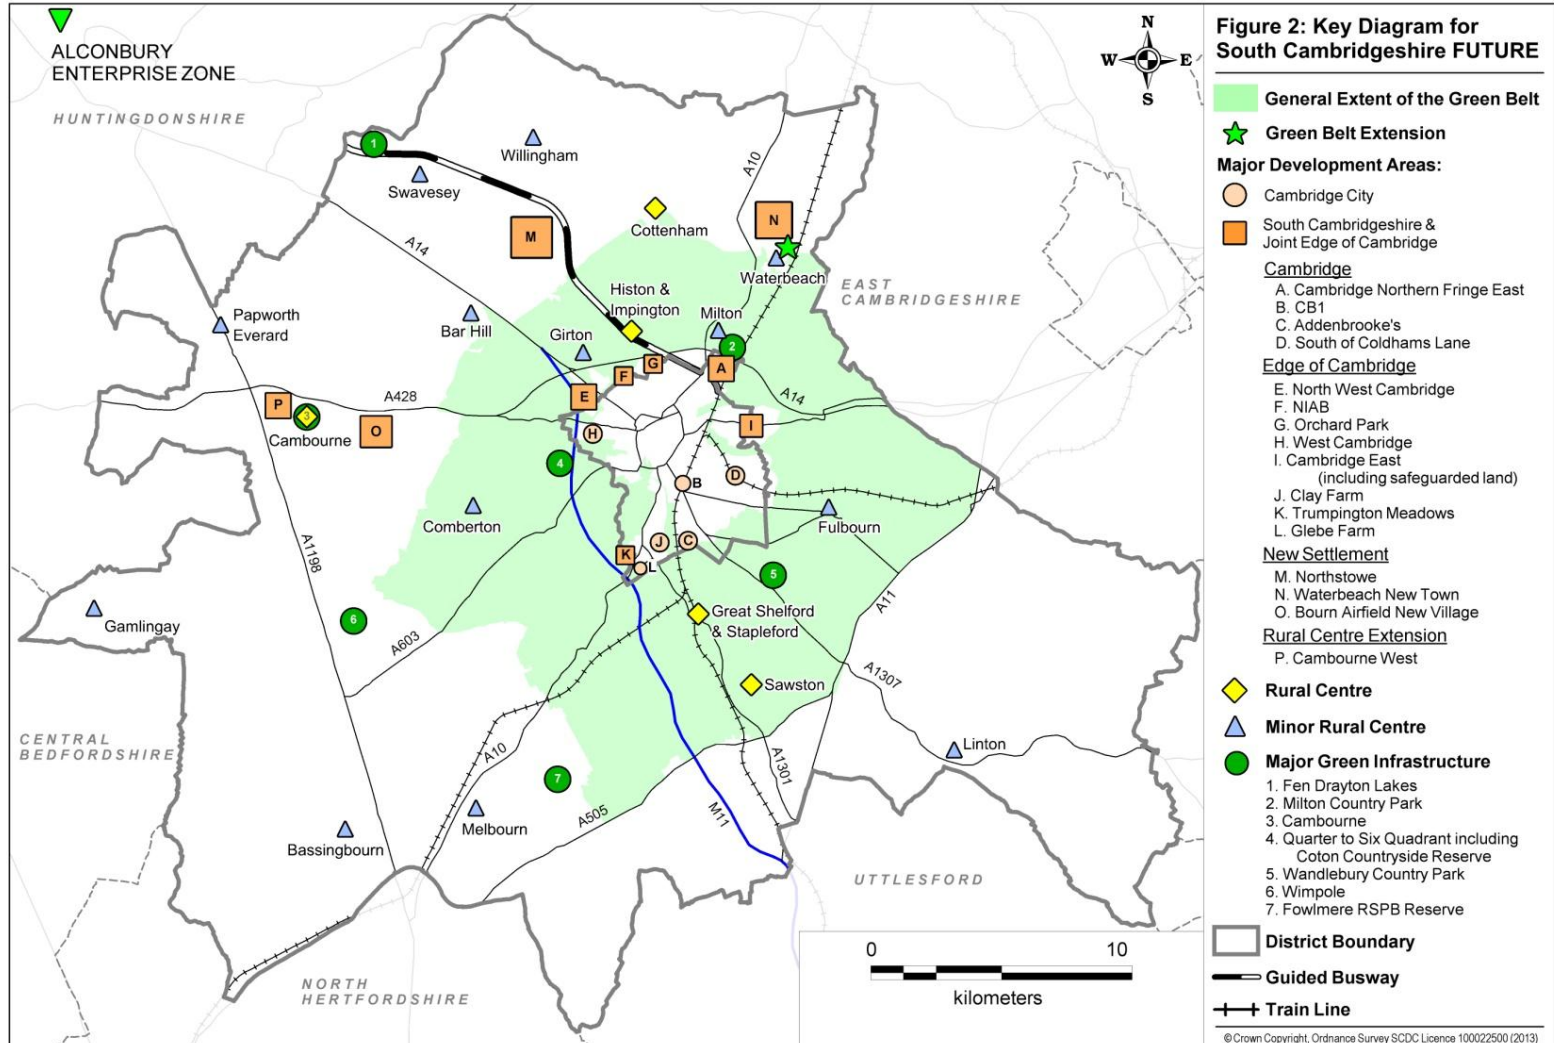 ALCONBURY
ENTERPRISE ZONE
HUNTINGDONSHIRE
N
W E
S
1
Willingham
Swavesey
A10
M
Cottenham
N
Waterbeach
A14
EAST
CAMBRIDGESHIRE
Histon &
Impington
Papworth
Everard
Bar Hill
Girton
Milton
2
G
F
A
E
A14
P
3
Cambourne
A428
O
H
I
4
D
B
Comberton
Fulbourn
A1198
J
C
K
L
5
A11
Gamlingay
6
A603
Great Shelford
& Stapleford
A1307
Sawston
CENTRAL
BEDFORDSHIRE
A10
Linton
7
A1301
M11
A505
Melbourn
Bassingbourn
UTTLESFORD
NORTH
HERTFORDSHIRE
0 10
kilometers
Figure 2: Key Diagram for
South Cambridgeshire FUTURE
General Extent of the Green Belt
Green Belt Extension
Major Development Areas:
Cambridge City
South Cambridgeshire &
Joint Edge of Cambridge
Cambridge
A. Cambridge Northern Fringe East
B. CB1
C. Addenbrooke's
D. South of Coldhams Lane
Edge of Cambridge
E. North West Cambridge
F. NIAB
G. Orchard Park
H. West Cambridge
I. Cambridge East
(including safeguarded land)
J. Clay Farm
K. Trumpington Meadows
L. Glebe Farm
New Settlement
M. Northstowe
N. Waterbeach New Town
O. Bourn Airfield New Village
Rural Centre Extension
P. Cambourne West
Rural Centre
Minor Rural Centre
Major Green Infrastructure
1. Fen Drayton Lakes
2. Milton Country Park
3. Cambourne
4. Quarter to Six Quadrant including
Coton Countryside Reserve
5. Wandlebury Country Park
6. Wimpole
7. Fowlmere RSPB Reserve
District Boundary
Guided Busway
Train Line
© Crown Copyright, Ordnance Survey SCDC Licence 100022500 (2013)